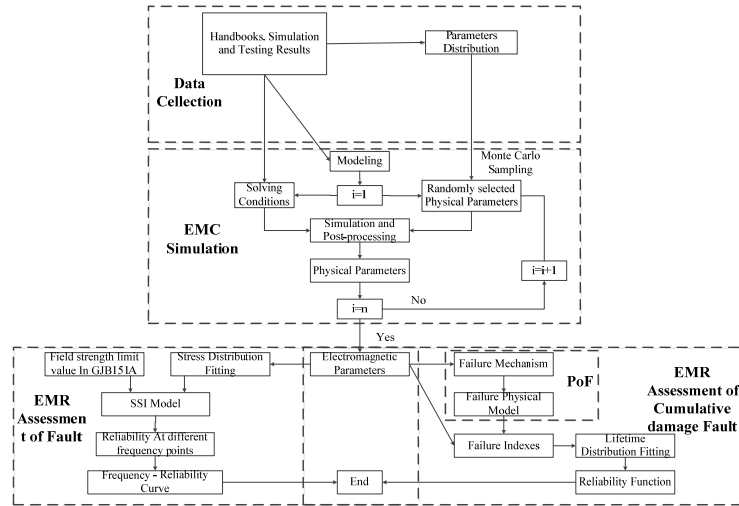 Handbooks. Simulation
and Testing Results
Parameters
Distribution
Data
Cellection
Modeling
Monte Carlo
Sampling
Solving
Conditions
i=1
Randomly selected
Physical Parameters
EMC
Simulation
Simulation and
Post-processing
Physical Parameters
i=i+1
i=n
No
Yes
Field strength limit
value In GJB151A
Stress Distribution
Fitting
Electromagnetic
Parameters
Failure Mechanism
PoF
EMR
Assessment of
Cumulative
damage Fault
EMR
Assessmen
t of Fault
SSI Model
Failure Physical
Model
Reliability At different
frequency points
Failure Indexes
Lifetime
Distribution Fitting
Frequency - Reliability
Curve
End
Reliability Function